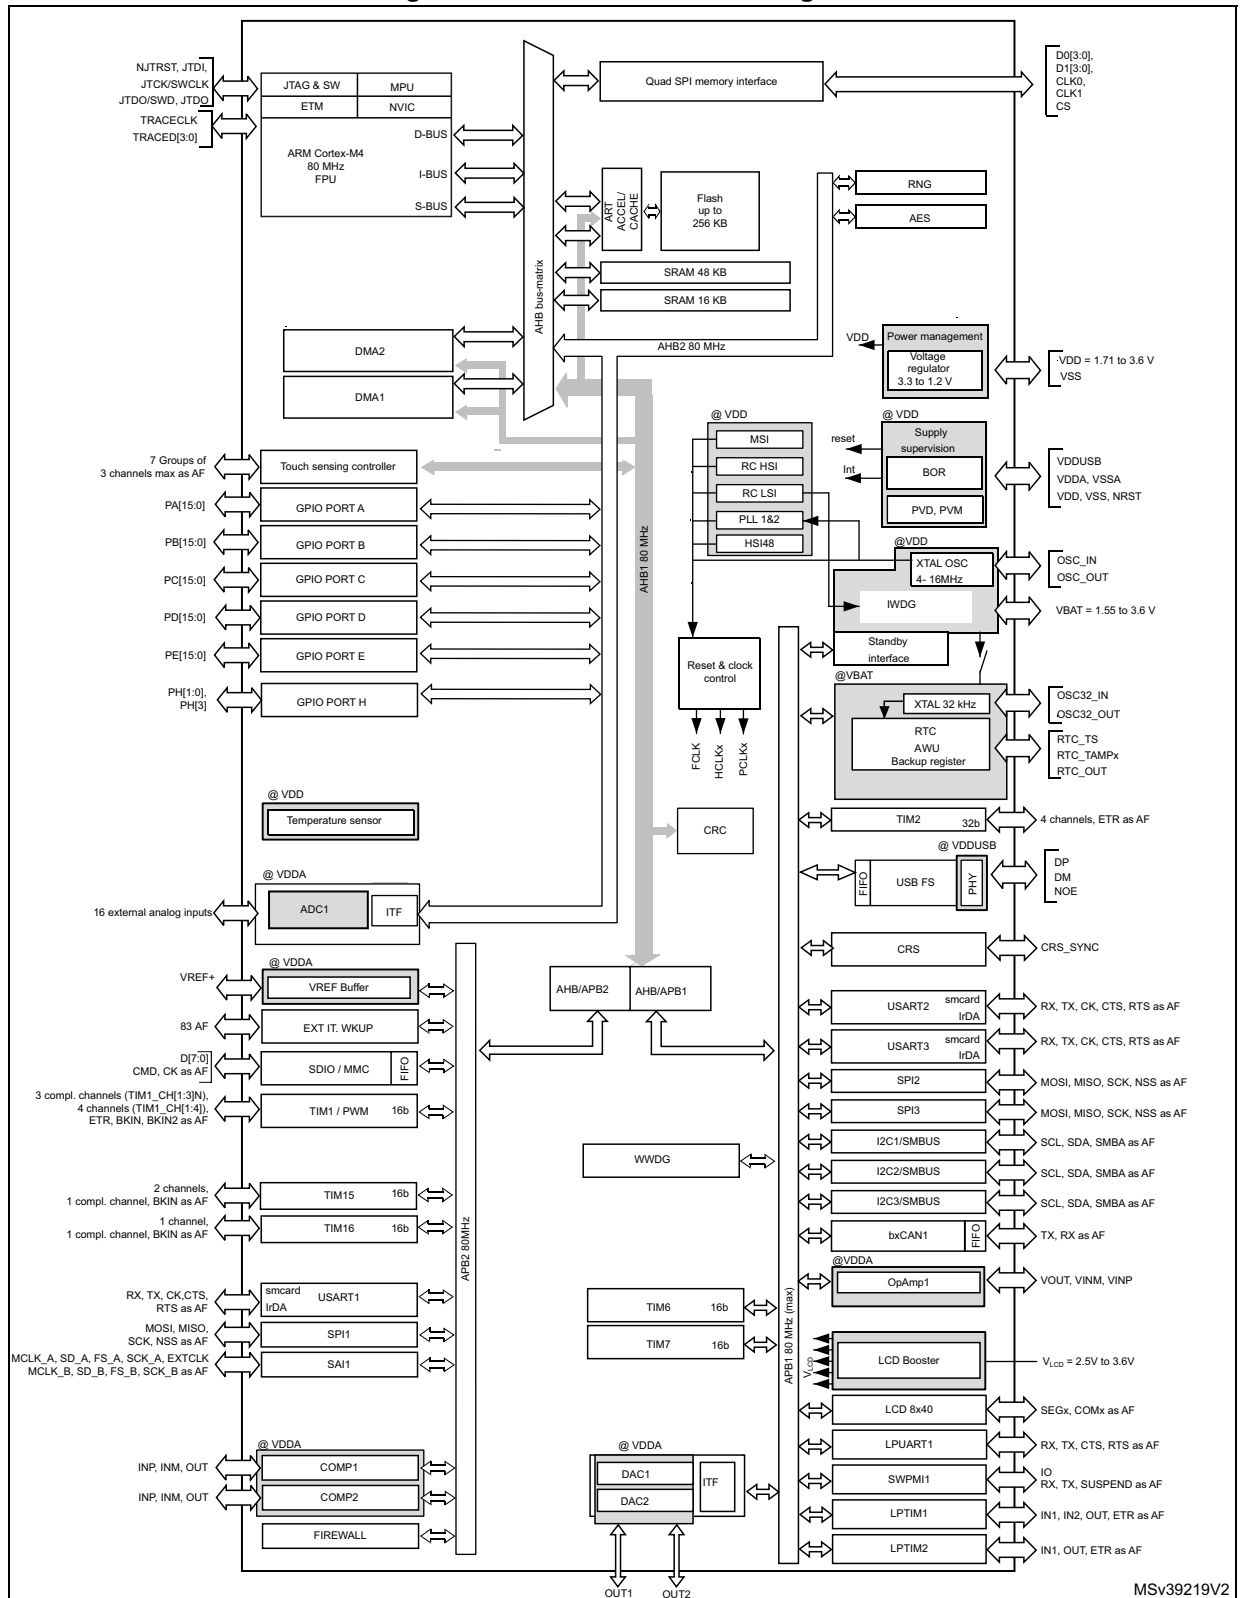 NJTRST, JTDI,
JTCK/SWCLK
JTDO/SWD, JTDO
TRACECLK
TRACED[3:0]
JTAG & SW
MPU
ETM
NVIC
ARM Cortex-M4
80 MHz
FPU
D-BUS
I-BUS
S-BUS
AHB bus-matrix
Quad SPI memory interface
D0[3:0],
D1[3:0],
CLK0,
CLK1
CS
ART
ACCEL/
CACHE
Flash
up to
256 KB
RNG
AES
SRAM 48 KB
SRAM 16 KB
AHB2 80 MHz
DMA2
DMA1
VDD
Power management
Voltage
regulator
3.3 to 1.2 V
VDD = 1.71 to 3.6 V
VSS
@ VDD
MSI
RC HSI
RC LSI
PLL 1&2
HSI48
@ VDD
reset
Int
Supply
supervision
BOR
PVD, PVM
VDDUSB
VDDA, VSSA
VDD, VSS, NRST
7 Groups of
3 channels max as AF
Touch sensing controller
PA[15:0]
GPIO PORT A
PB[15:0]
GPIO PORT B
PC[15:0]
GPIO PORT C
PD[15:0]
GPIO PORT D
PE[15:0]
GPIO PORT E
PH[1:0],
PH[3]
GPIO PORT H
AHB1 80 MHz
@VDD
XTAL OSC
4- 16MHz
IWDG
OSC_IN
OSC_OUT
VBAT = 1.55 to 3.6 V
Standby
interface
Reset & clock
control
FCLK
HCLKx
PCLKx
@VBAT
XTAL 32 kHz
RTC
AWU
Backup register
OSC32_IN
OSC32_OUT
RTC_TS
RTC_TAMPx
RTC_OUT
@ VDD
Temperature sensor
CRC
TIM2
32b
4 channels, ETR as AF
@ VDDUSB
FIFO
USB FS
PHY
DP
DM
NOE
@ VDDA
16 external analog inputs
ADC1
ITF
CRS
CRS_SYNC
@ VDDA
VREF+
VREF Buffer
AHB/APB2
AHB/APB1
83 AF
EXT IT. WKUP
D[7:0]
CMD, CK as AF
SDIO / MMC
FIFO
3 compl. channels (TIM1_CH[1:3]N),
4 channels (TIM1_CH[1:4]),
ETR, BKIN, BKIN2 as AF
TIM1 / PWM
16b
USART2
smcard
IrDA
RX, TX, CK, CTS, RTS as AF
USART3
smcard
IrDA
RX, TX, CK, CTS, RTS as AF
SPI2
MOSI, MISO, SCK, NSS as AF
SPI3
MOSI, MISO, SCK, NSS as AF
WWDG
I2C1/SMBUS
SCL, SDA, SMBA as AF
I2C2/SMBUS
SCL, SDA, SMBA as AF
I2C3/SMBUS
SCL, SDA, SMBA as AF
bxCAN1
FIFO
TX, RX as AF
2 channels,
1 compl. channel, BKIN as AF
TIM15
16b
1 channel,
1 compl. channel, BKIN as AF
TIM16
16b
APB2 80MHz
APB1 80 MHz (max)
@VDDA
OpAmp1
VOUT, VINM, VINP
RX, TX, CK,CTS,
RTS as AF
smcard
IrDA
USART1
TIM6
16b
TIM7
16b
MOSI, MISO,
SCK, NSS as AF
SPI1
MCLK_A, SD_A, FS_A, SCK_A, EXTCLK
MCLK_B, SD_B, FS_B, SCK_B as AF
SAI1
VLCD
LCD Booster
VLCD = 2.5V to 3.6V
LCD 8x40
SEGx, COMx as AF
LPUART1
RX, TX, CTS, RTS as AF
@ VDDA
INP, INM, OUT
COMP1
INP, INM, OUT
COMP2
FIREWALL
@ VDDA
DAC1
DAC2
ITF
OUT1
OUT2
SWPMI1
IO
RX, TX, SUSPEND as AF
LPTIM1
IN1, IN2, OUT, ETR as AF
LPTIM2
IN1, OUT, ETR as AF
MSv39219V2